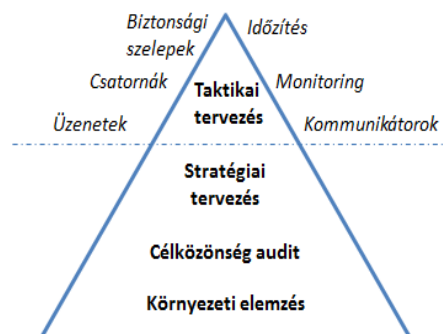 Biztonsági
szelepek
Időzítés
Csatornák
Monitoring
Taktikai
tervezés
Üzenetek
Kommunikátorok
Stratégiai
tervezés
Célközönség audit
Környezeti elemzés